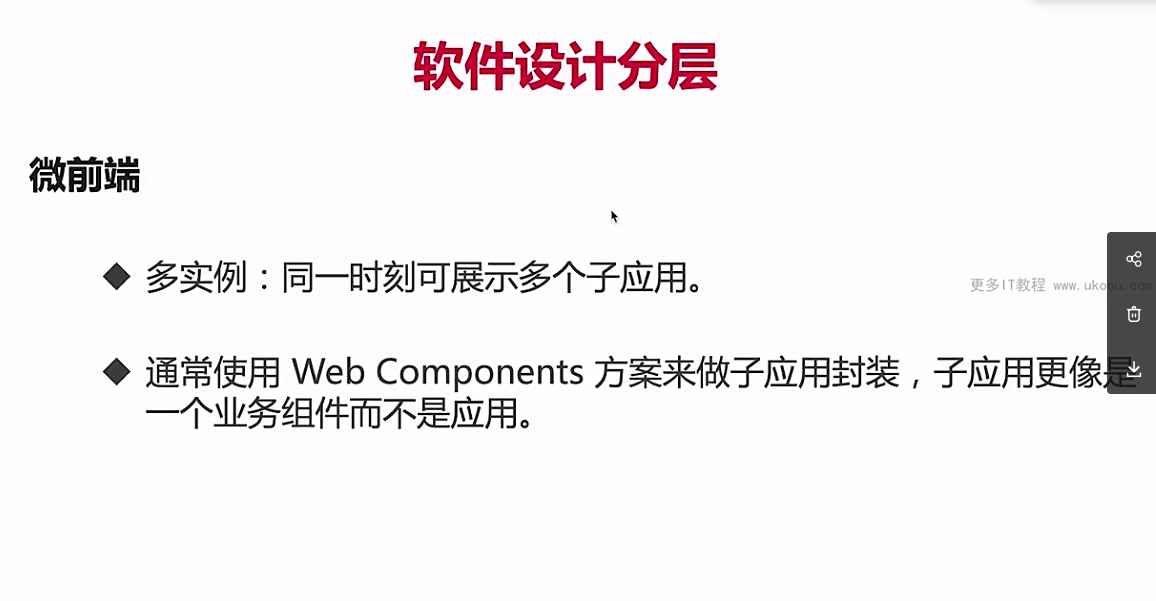 软件设计分层
微前端
◆ 多实例：同一时刻可展示多个子应用。
更多IT教程 www.ukoou.com
◆ 通常使用 Web Components 方案来做子应用封装，子应用更像是
一个业务组件而不是应用。